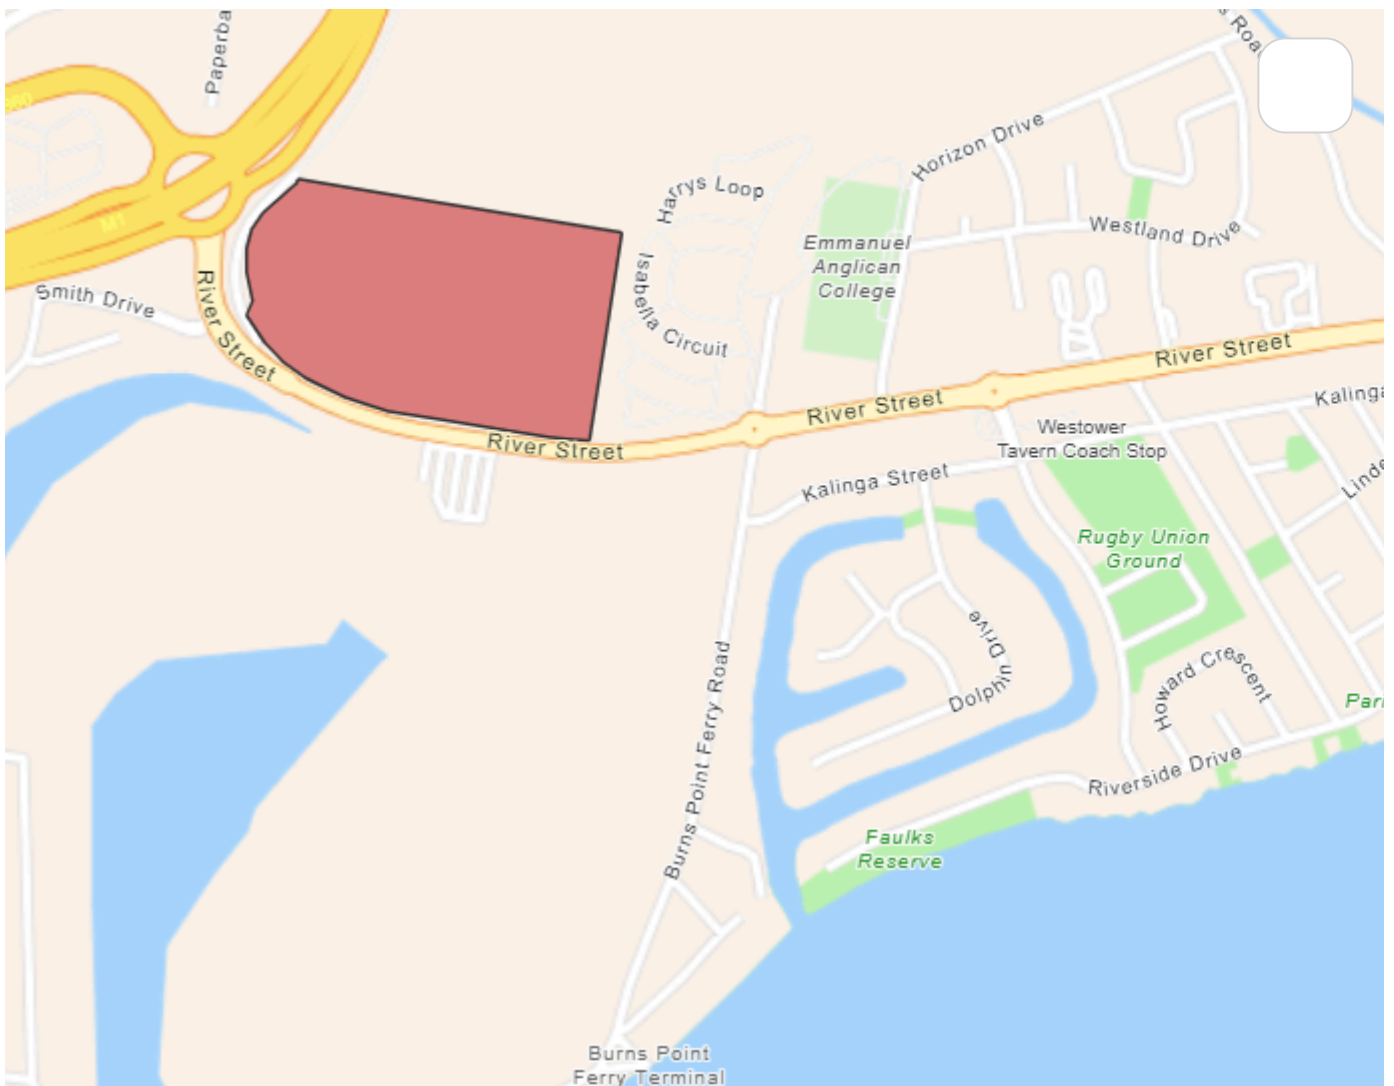 Paperba
s Roa
M1
Smith Drive
River Street
Harrys Loop
Isabella Circuit
Horizon Drive
Westland Drive
Emmanuel
Anglican
College
River Street
River Street
River Street
Kalinga
Westower
Tavern Coach Stop
Kalinga Street
Linde
Rugby Union
Ground
Dolphin Drive
Howard Crescent
Par
Riverside Drive
Burns Point Ferry Road
Faulks
Reserve
Burns Point
Ferry Terminal